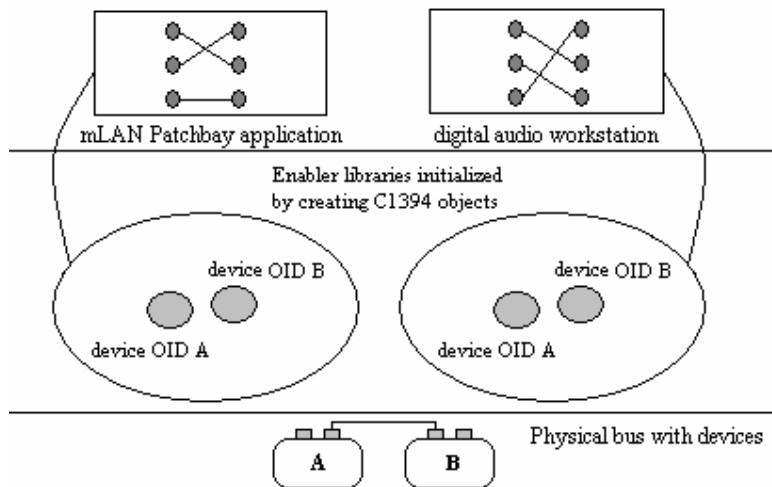 mLAN Patchbay application
digital audio workstation
Enabler libraries initialized
by creating C1394 objects
device OID B
device OID A
device OID B
device OID A
Physical bus with devices
A
B